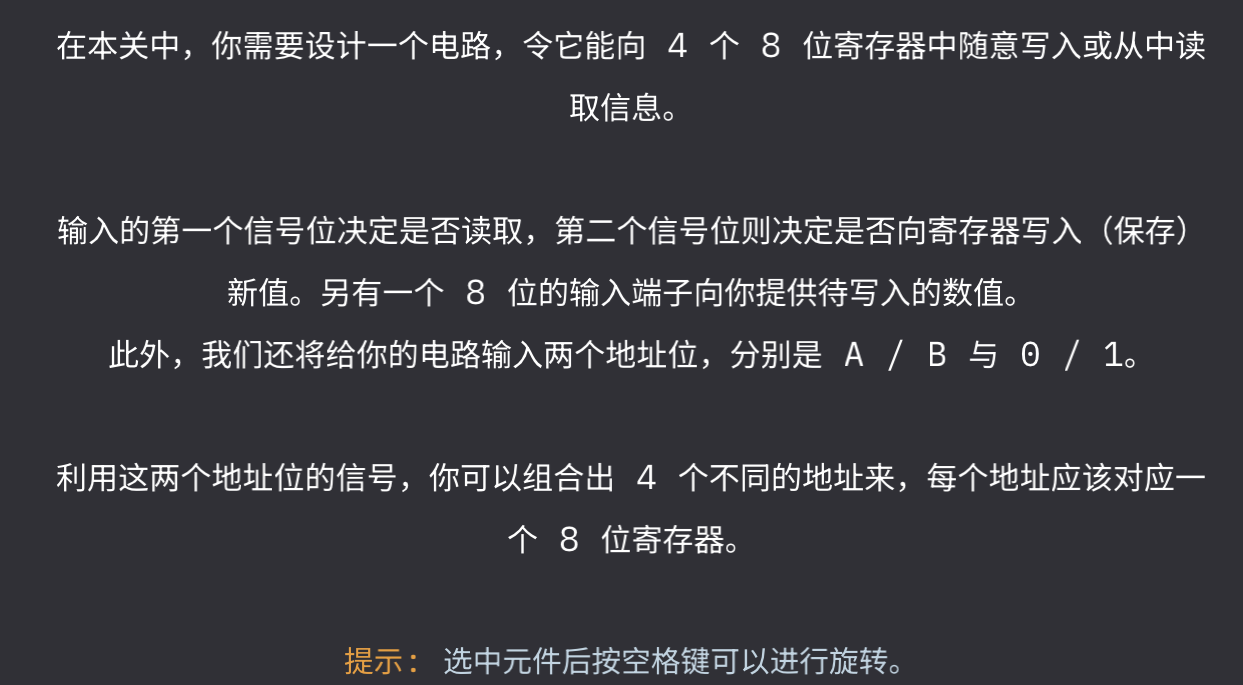 在本关中，你需要设计一个电路，令它能向 4 个 8 位寄存器中随意写入或从中读
取信息。
输入的第一个信号位决定是否读取，第二个信号位则决定是否向寄存器写入（保存）
新值。另有一个 8 位的输入端子向你提供待写入的数值。
此外，我们还将给你的电路输入两个地址位，分别是 A / B 与 0 / 1。
利用这两个地址位的信号，你可以组合出 4 个不同的地址来，每个地址应该对应一
个 8 位寄存器。
提示：选中元件后按空格键可以进行旋转。